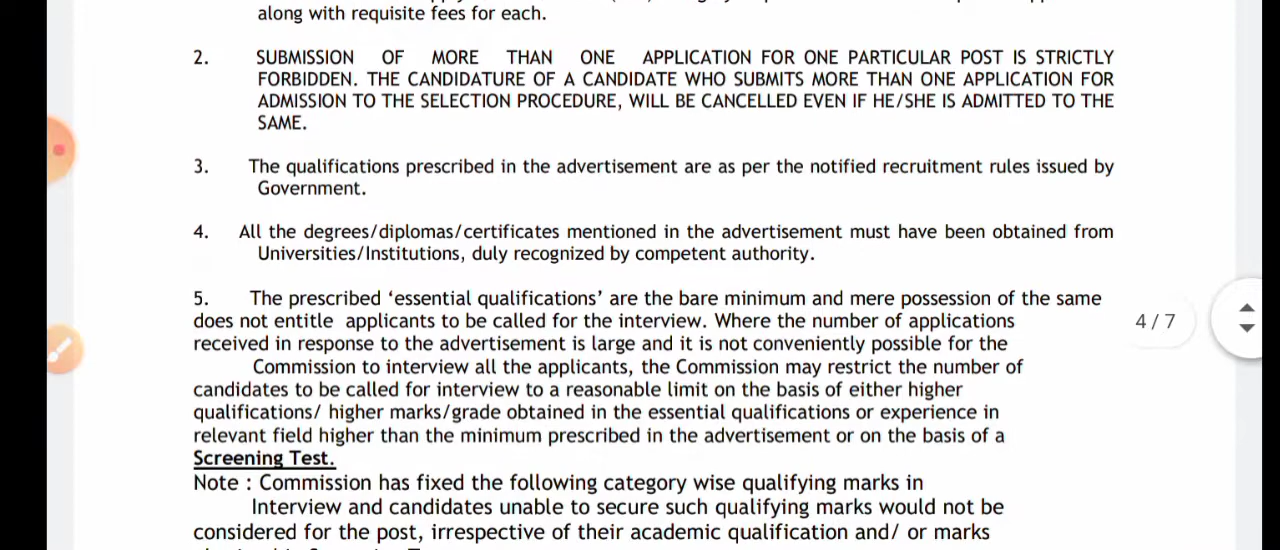 along with requisite fees for each.
2. SUBMISSION OF MORE THAN ONE APPLICATION FOR ONE PARTICULAR POST IS STRICTLY
FORBIDDEN. THE CANDIDATURE OF A CANDIDATE WHO SUBMITS MORE THAN ONE APPLICATION FOR
ADMISSION TO THE SELECTION PROCEDURE, WILL BE CANCELLED EVEN IF HE/SHE IS ADMITTED TO THE
SAME.
3. The qualifications prescribed in the advertisement are as per the notified recruitment rules issued by
Government.
4. All the degrees/diplomas/certificates mentioned in the advertisement must have been obtained from
Universities/Institutions, duly recognized by competent authority.
5. The prescribed ‘essential qualifications’ are the bare minimum and mere possession of the same
does not entitle applicants to be called for the interview. Where the number of applications
received in response to the advertisement is large and it is not conveniently possible for the
Commission to interview all the applicants, the Commission may restrict the number of
candidates to be called for interview to a reasonable limit on the basis of either higher
qualifications/ higher marks/grade obtained in the essential qualifications or experience in
relevant field higher than the minimum prescribed in the advertisement or on the basis of a
Screening Test.
Note : Commission has fixed the following category wise qualifying marks in
Interview and candidates unable to secure such qualifying marks would not be
considered for the post, irrespective of their academic qualification and/ or marks
4/7